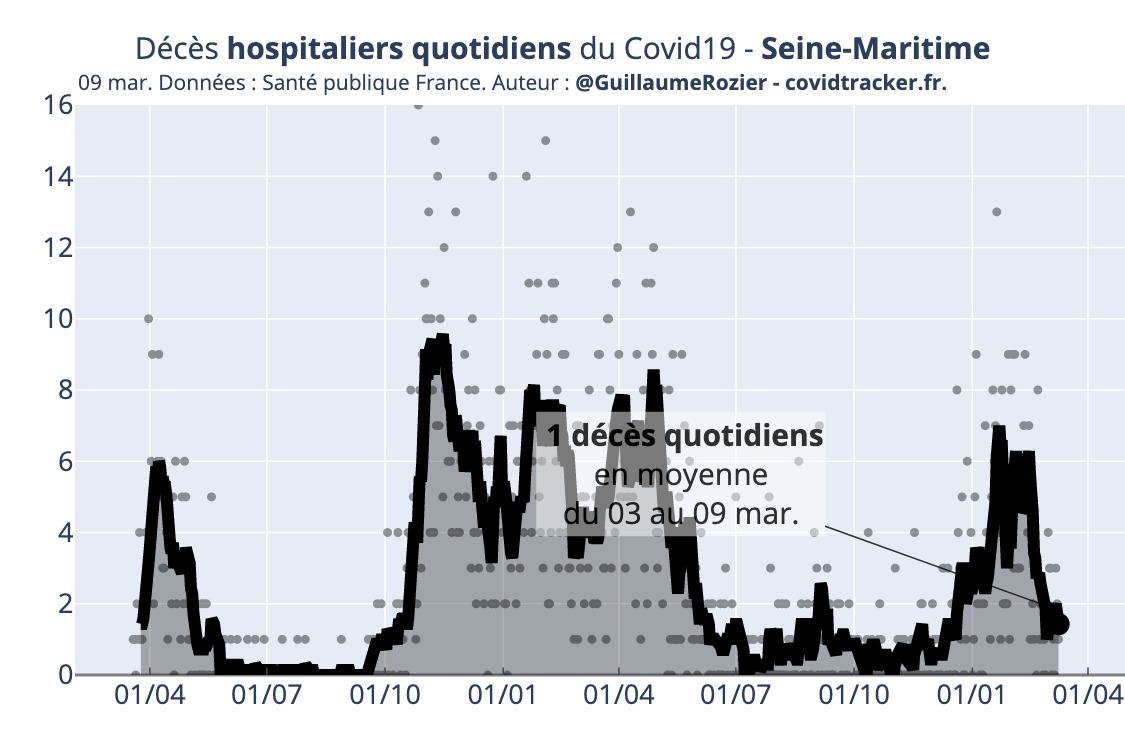 Décès hospitaliers quotidiens du Covid19 - Seine-Maritime
09 mar. Données : Santé publique France. Auteur : @GuillaumeRozier - covidtracker.fr.
16
14
12
10
8
6
4
2
0
1 décès quotidiens
en moyenne
du 03 au 09 mar.
01/04 01/07 01/10 01/01 01/04 01/07 01/10 01/01 01/04